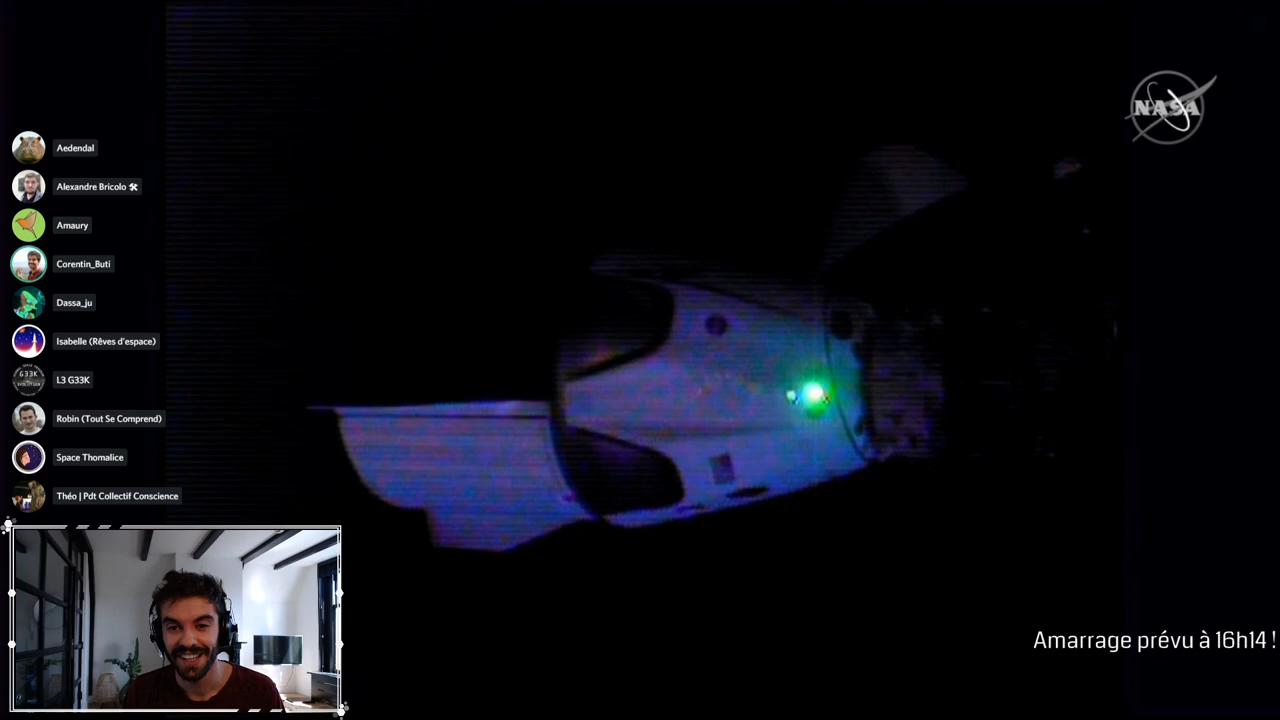 NASA
Aedendal
Alexandre Bricolo 🛠
Amaury
Corentin_Buti
Dassa_ju
Isabelle (Rêves d'espace)
G33K
L3 G33K
Robin (Tout Se Comprend)
Space Thomalice
Théo | Pdt Collectif Conscience
Amarrage prévu à 16h14 !